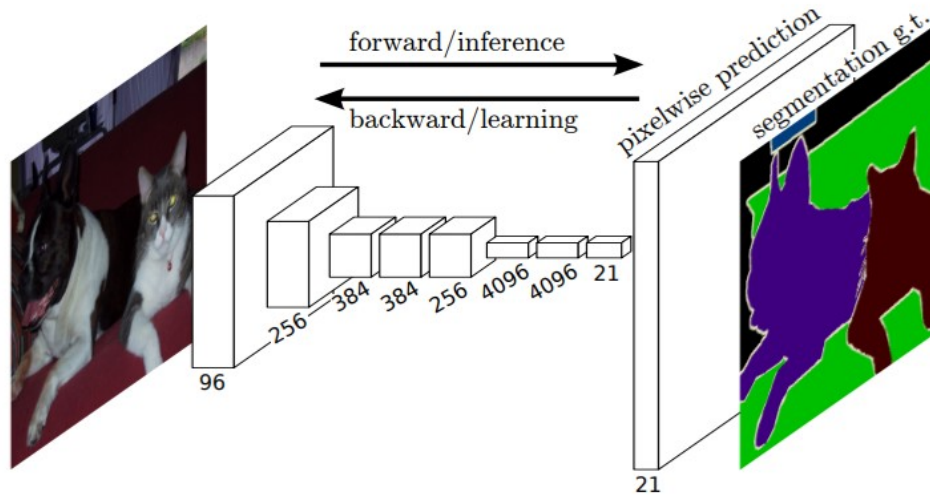 forward/inference
backward/learning
pixelwise prediction
segmentation g.t.
96
256
384
384
256
4096
4096
21
21